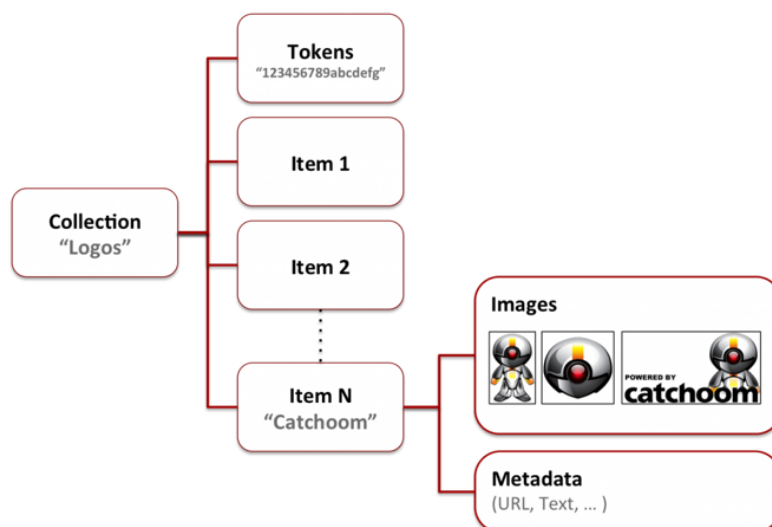 Tokens
“123456789abcdefg”
Item 1
Collection
“Logos”
Item 2
Images
POWERED BY
catchoom
Item N
“Catchoom”
Metadata
(URL, Text, ... )